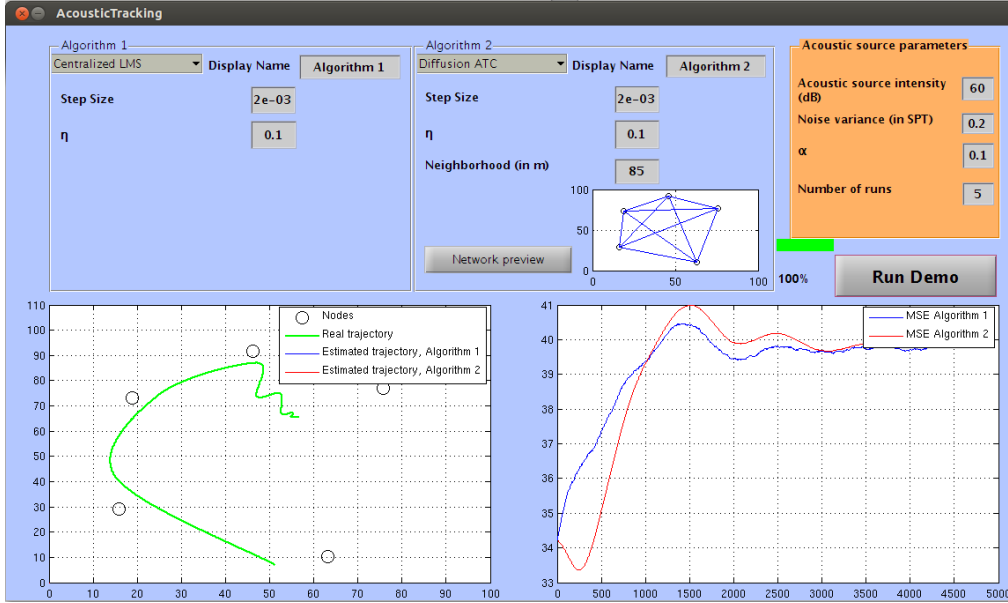 AcousticTracking
Algorithm 1
Centralized LMS
Display Name
Algorithm 1
Step Size
2e-03
η
0.1
Algorithm 2
Diffusion ATC
Display Name
Algorithm 2
Step Size
2e-03
η
0.1
Neighborhood (in m)
85
100
50
0
0
50
100
Network preview
Acoustic source parameters
Acoustic source intensity
(dB)
60
Noise variance (in SPT)
0.2
α
0.1
Number of runs
5
100%
Run Demo
110
100
90
80
70
60
50
40
30
20
10
0
0
10
20
30
40
50
60
70
80
90
100
Nodes
Real trajectory
Estimated trajectory, Algorithm 1
Estimated trajectory, Algorithm 2
41
40
39
38
37
36
35
34
33
0
500
1000
1500
2000
2500
3000
3500
4000
4500
5000
MSE Algorithm 1
MSE Algorithm 2